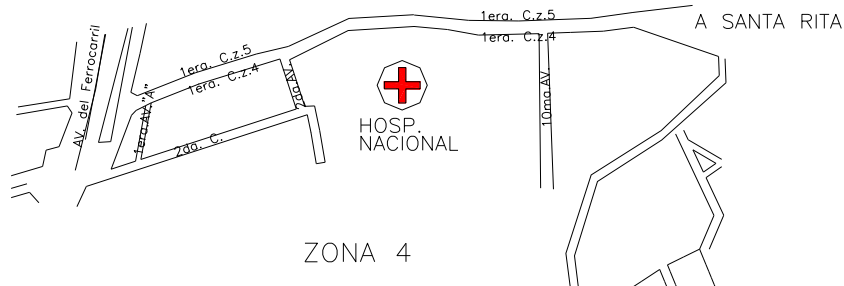 1era. C.z.5
A SANTA RITA
1era. C.z.4
AV. del Ferrocarril
1era. C.z.5
1era. C.z.4
2da AV.
1era. AV. "A"
10ma AV.
HOSP.
NACIONAL
2da. C.
ZONA 4